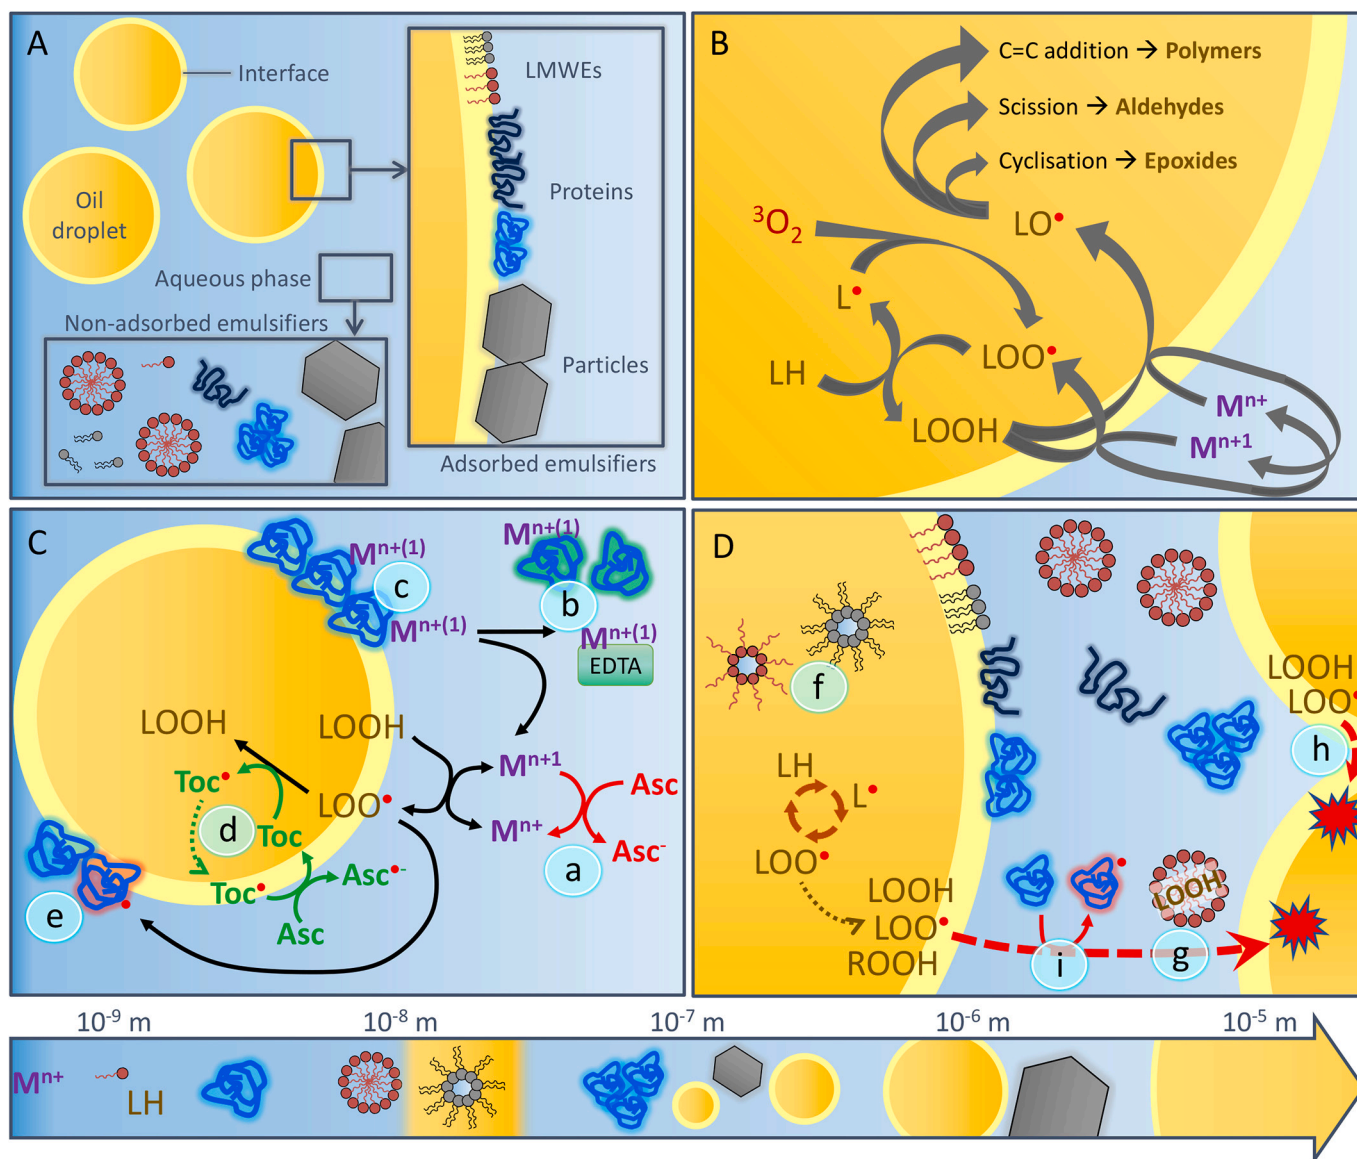 A
Interface
Oil
droplet
Aqueous phase
Non-adsorbed emulsifiers
LMWEs
Proteins
Particles
Adsorbed emulsifiers
B
C=C addition → Polymers
Scission → Aldehydes
Cyclisation → Epoxides
³O₂
LO•
L•
LH
LOO•
LOOH
Mⁿ⁺
Mⁿ⁺¹
C
Mⁿ⁺⁽¹⁾
c
Mⁿ⁺⁽¹⁾
Mⁿ⁺⁽¹⁾
b
Mⁿ⁺⁽¹⁾
EDTA
LOOH
LOOH
Toc•
LOO•
d
Toc
Toc•
Asc•-
Asc
Mⁿ⁺¹
Mⁿ⁺
Asc
Asc-
a
e
D
f
LH
L•
LOO•
LOOH
LOO•
ROOH
LOOH
LOO•
h
LOOH
i
g
10⁻⁹ m
10⁻⁸ m
10⁻⁷ m
10⁻⁶ m
10⁻⁵ m
Mⁿ⁺
LH